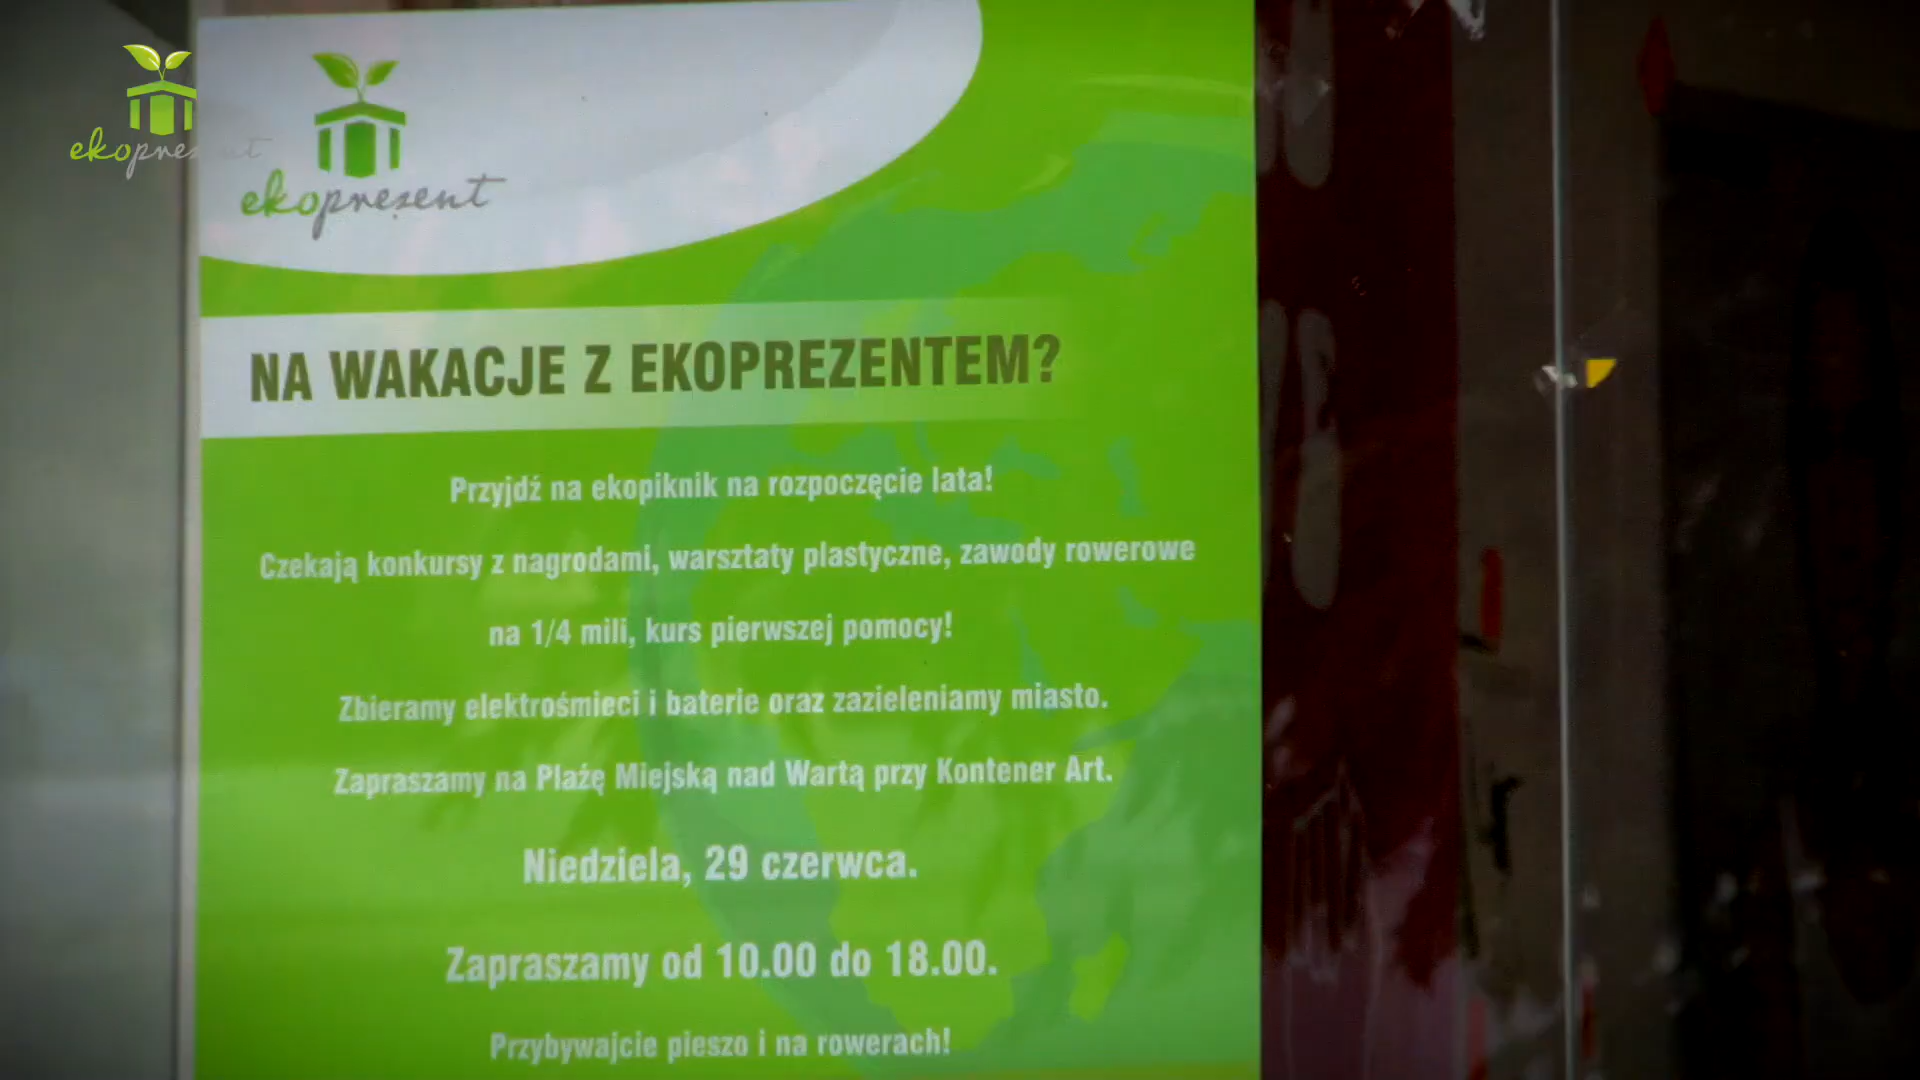 ekoprezent
ekoprezent
NA WAKACJE Z EKOPREZENTEM?
Przyjdź na ekopiknik na rozpoczęcie lata!
Czekają konkursy z nagrodami, warsztaty plastyczne, zawody rowerowe
na 1/4 mili, kurs pierwszej pomocy!
Zbieramy elektrośmieci i baterie oraz zazieleniamy miasto.
Zapraszamy na Plażę Miejską nad Wartą przy Kontener Art.
Niedziela, 29 czerwca.
Zapraszamy od 10.00 do 18.00.
Przybywajcie pieszo i na rowerach!